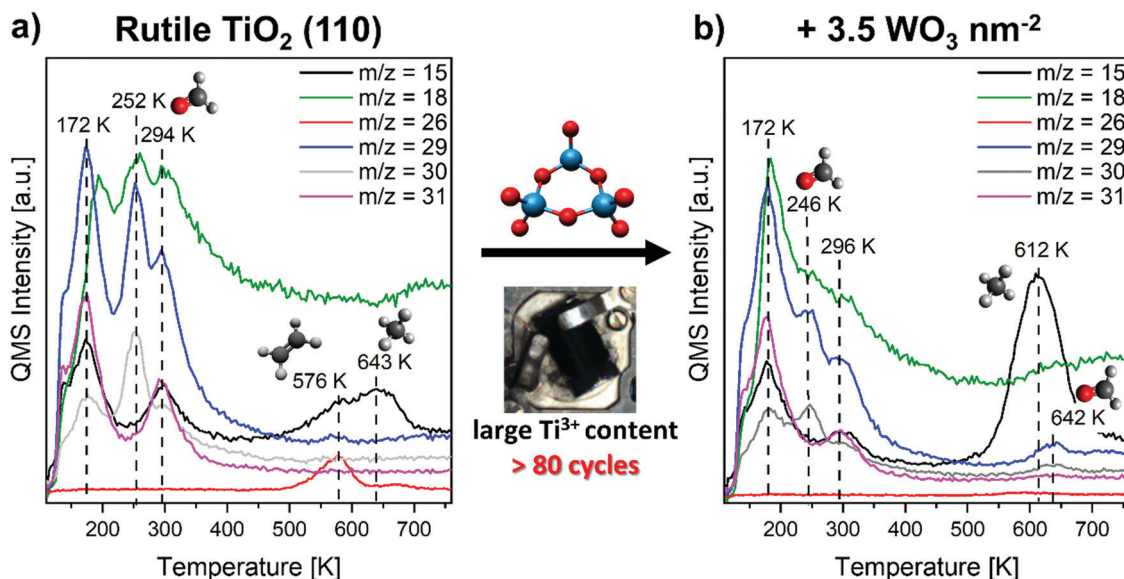 a) Rutile TiO₂ (110)
QMS Intensity [a.u.]
172 K
252 K
294 K
576 K
643 K
m/z = 15
m/z = 18
m/z = 26
m/z = 29
m/z = 30
m/z = 31
200 300 400 500 600 700
Temperature [K]
large Ti³⁺ content
> 80 cycles
b) + 3.5 WO₃ nm⁻²
QMS Intensity [a.u.]
172 K
246 K
296 K
612 K
642 K
m/z = 15
m/z = 18
m/z = 26
m/z = 29
m/z = 30
m/z = 31
200 300 400 500 600 700
Temperature [K]